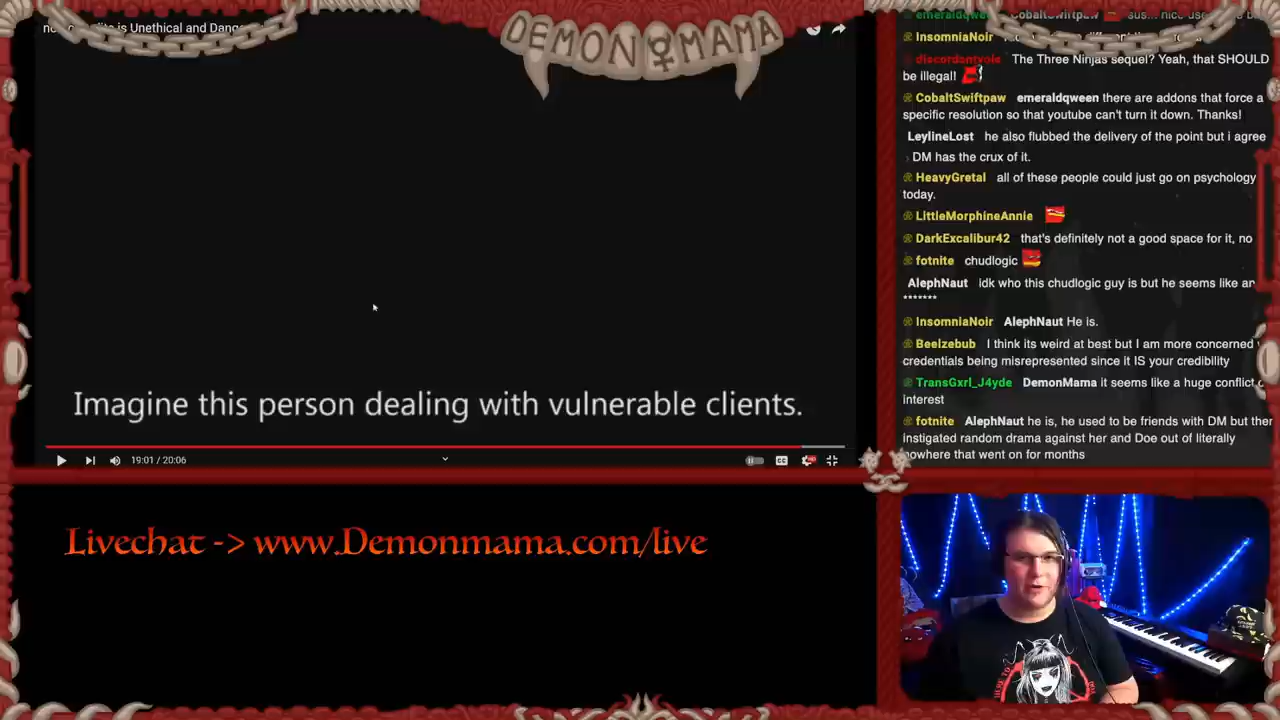 is Unethical and
DEMON MAMA
emeraldqween CobaltSwiftpaw
InsomniaNoir
discordantvole The Three Ninjas sequel? Yeah, that SHOULD
be illegal!
CobaltSwiftpaw emeraldqween there are addons that force a
specific resolution so that youtube can't turn it down. Thanks!
LeylineLost he also flubbed the delivery of the point but i agree
DM has the crux of it.
HeavyGretal all of these people could just go on psychology
today.
LittleMorphineAnnie
DarkExcalibur42 that's definitely not a good space for it, no
fotnite chudlogic
AlephNaut idk who this chudlogic guy is but he seems like an
*******
InsomniaNoir AlephNaut He is.
Beelzebub I think its weird at best but I am more concerned
credentials being misrepresented since it IS your credibility
TransGxrl_J4yde DemonMama it seems like a huge conflict
interest
fotnite AlephNaut he is, he used to be friends with DM but then
instigated random drama against her and Doe out of literally
nowhere that went on for months
Imagine this person dealing with vulnerable clients.
19:01 / 20:06
Livechat -> www.Demonmama.com/live